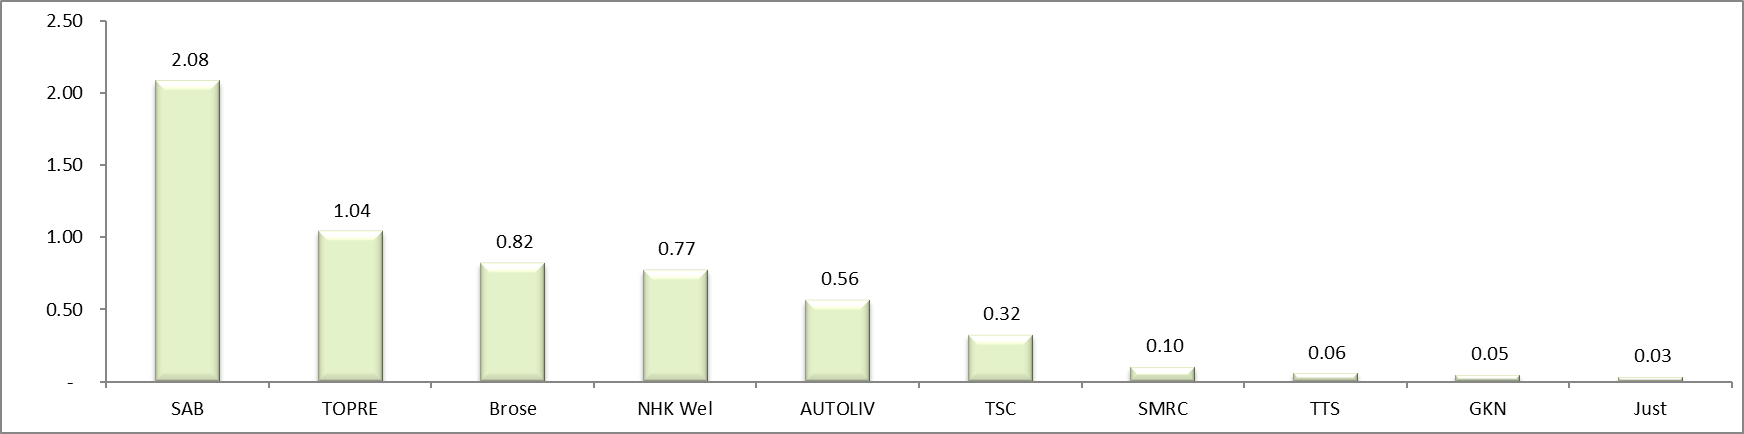 2.50
2.00
1.50
1.00
0.50
-
2.08
1.04
0.82
0.77
0.56
0.32
0.10
0.06
0.05
0.03
SAB
TOPRE
Brose
NHK Wel
AUTOLIV
TSC
SMRC
TTS
GKN
Just